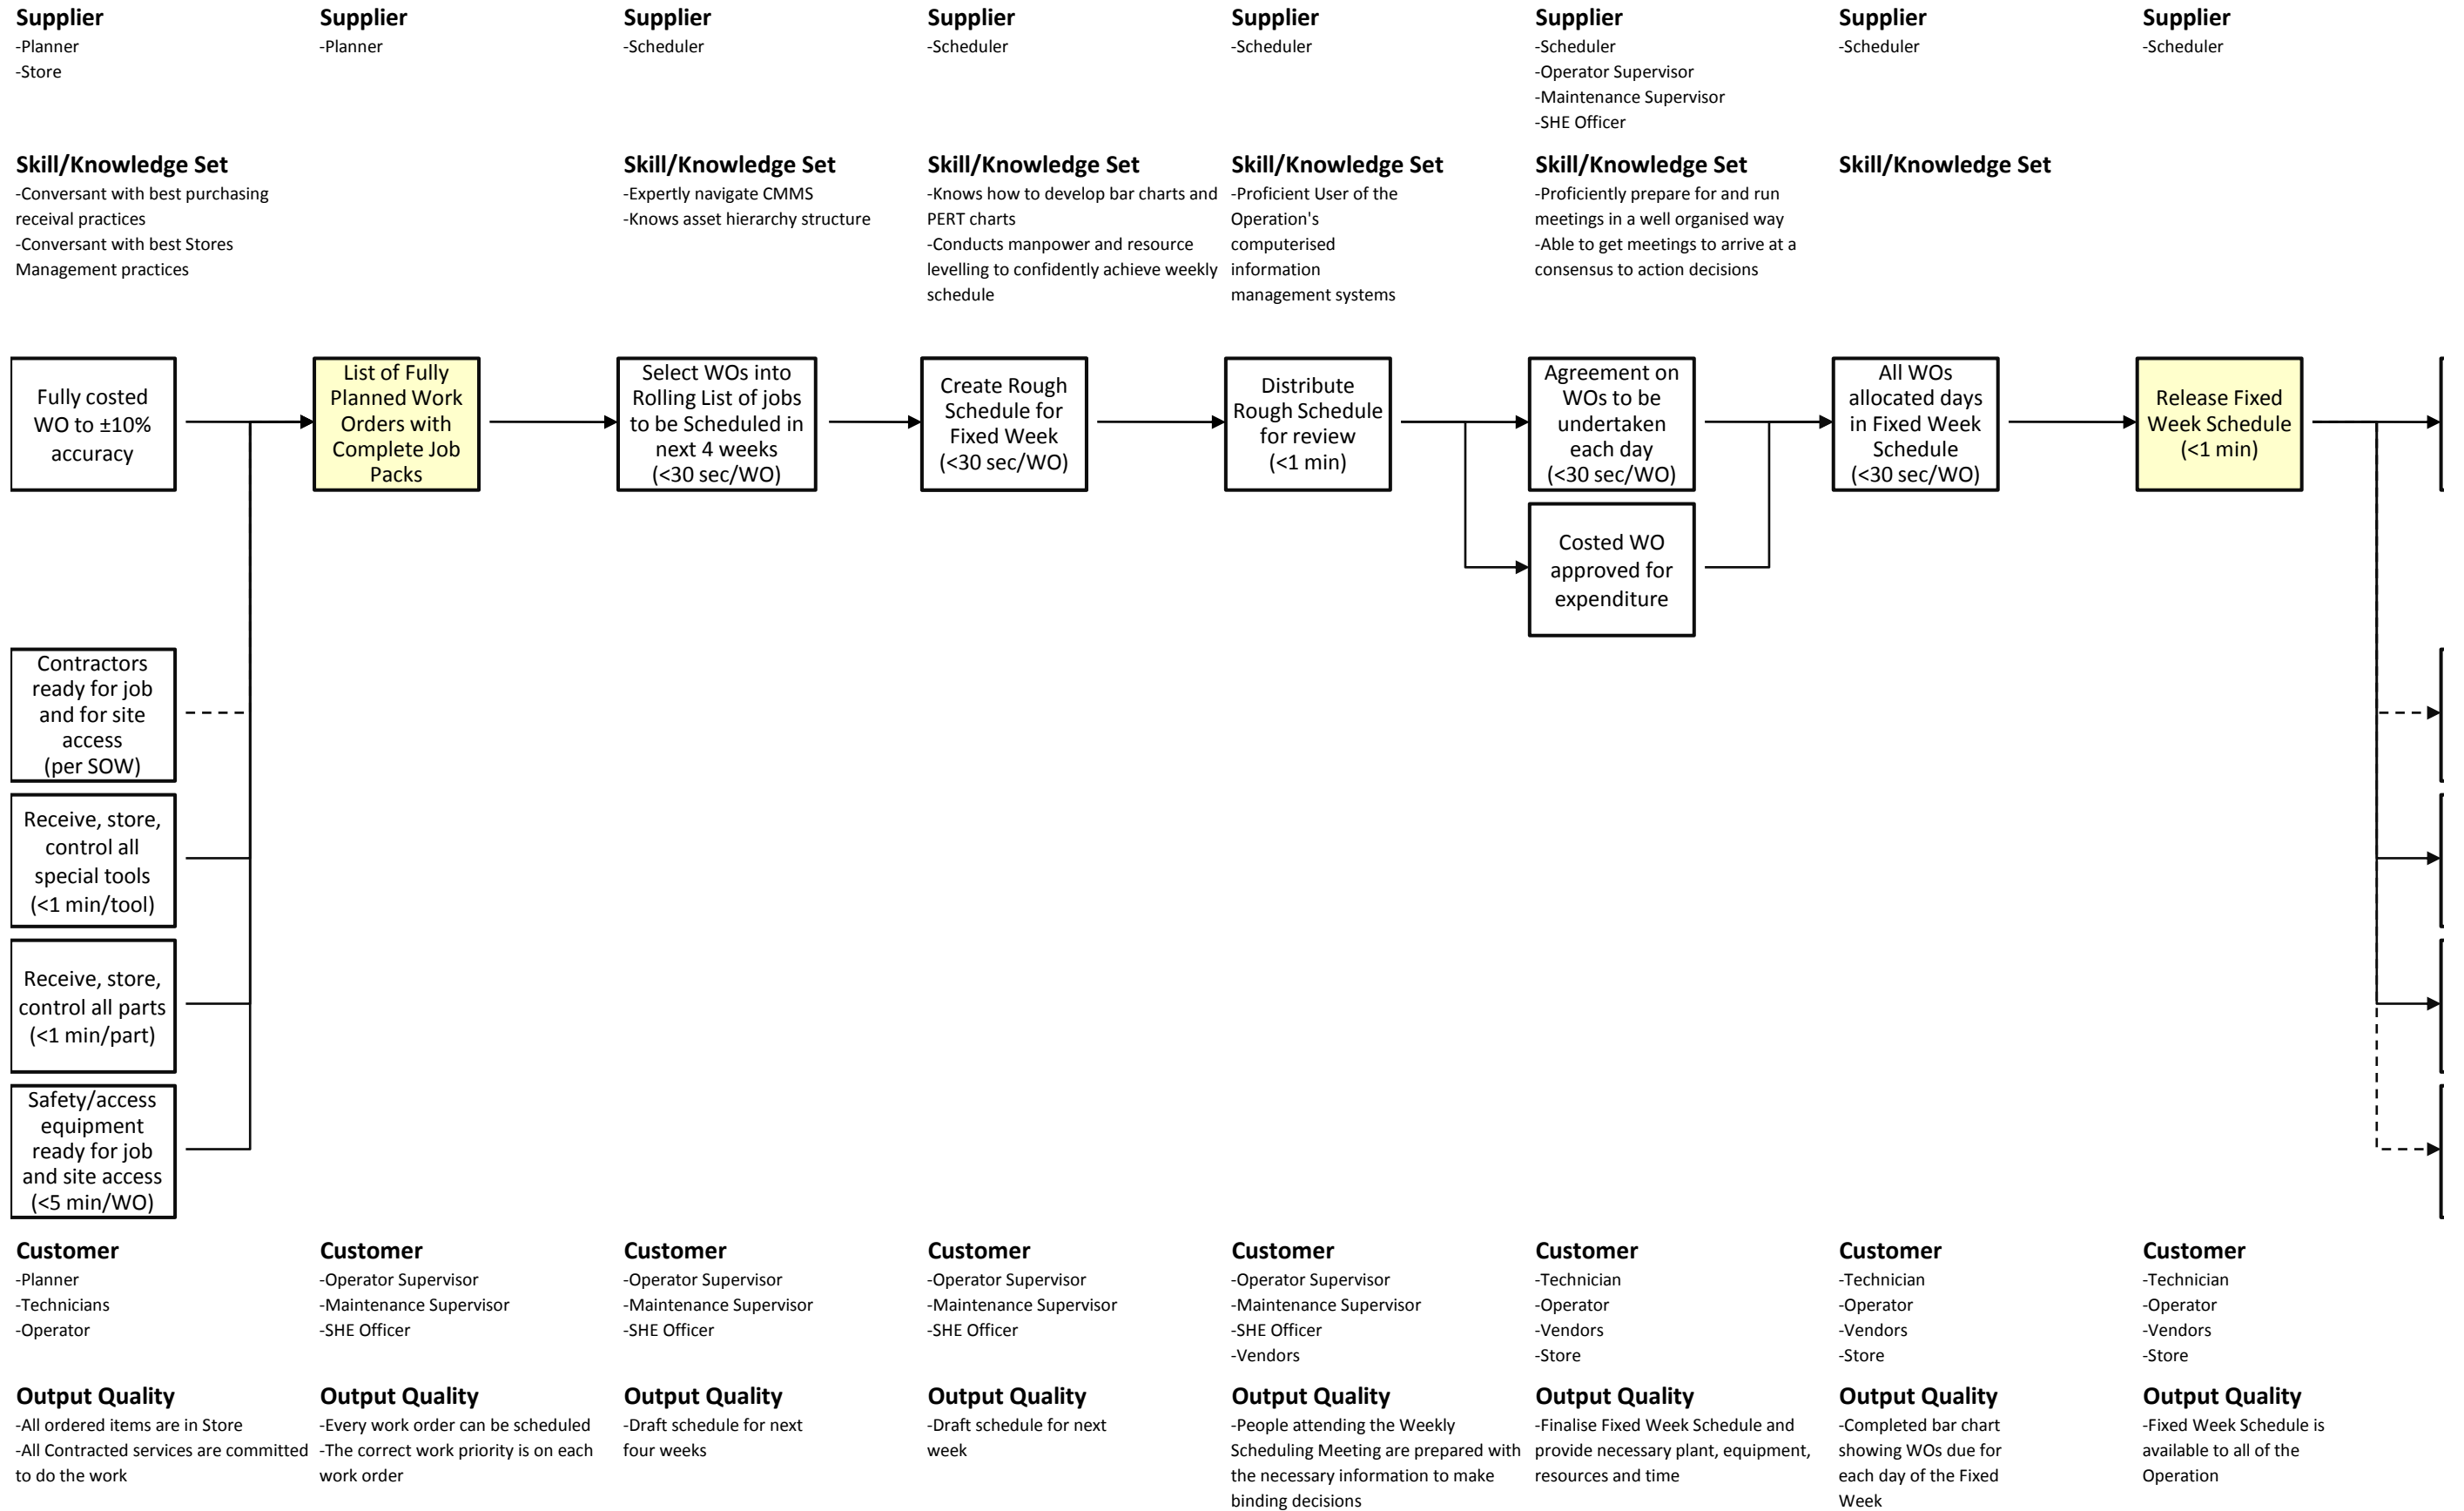 Supplier
-Planner
-Store
Supplier
-Planner
Supplier
-Scheduler
Supplier
-Scheduler
Supplier
-Scheduler
Supplier
-Scheduler
-Operator Supervisor
-Maintenance Supervisor
-SHE Officer
Supplier
-Scheduler
Supplier
-Scheduler
Skill/Knowledge Set
-Conversant with best purchasing
receival practices
-Conversant with best Stores
Management practices
Skill/Knowledge Set
-Expertly navigate CMMS
-Knows asset hierarchy structure
Skill/Knowledge Set
-Knows how to develop bar charts and
PERT charts
-Conducts manpower and resource
levelling to confidently achieve weekly
schedule
Skill/Knowledge Set
-Proficient User of the
Operation's
computerised
information
management systems
Skill/Knowledge Set
-Proficiently prepare for and run
meetings in a well organised way
-Able to get meetings to arrive at a
consensus to action decisions
Skill/Knowledge Set
Fully costed
WO to ±10%
accuracy
List of Fully
Planned Work
Orders with
Complete Job
Packs
Select WOs into
Rolling List of jobs
to be Scheduled in
next 4 weeks
(<30 sec/WO)
Create Rough
Schedule for
Fixed Week
(<30 sec/WO)
Distribute
Rough Schedule
for review
(<1 min)
Agreement on
WOs to be
undertaken
each day
(<30 sec/WO)
All WOs
allocated days
in Fixed Week
Schedule
(<30 sec/WO)
Release Fixed
Week Schedule
(<1 min)
Costed WO
approved for
expenditure
Contractors
ready for job
and for site
access
(per SOW)
Receive, store,
control all
special tools
(<1 min/tool)
Receive, store,
control all parts
(<1 min/part)
Safety/access
equipment
ready for job
and site access
(<5 min/WO)
Customer
-Planner
-Technicians
-Operator
Customer
-Operator Supervisor
-Maintenance Supervisor
-SHE Officer
Customer
-Operator Supervisor
-Maintenance Supervisor
-SHE Officer
Customer
-Operator Supervisor
-Maintenance Supervisor
-SHE Officer
Customer
-Operator Supervisor
-Maintenance Supervisor
-SHE Officer
-Vendors
Customer
-Technician
-Operator
-Vendors
-Store
Customer
-Technician
-Operator
-Vendors
-Store
Customer
-Technician
-Operator
-Vendors
-Store
Output Quality
-All ordered items are in Store
-All Contracted services are committed
to do the work
Output Quality
-Every work order can be scheduled
-The correct work priority is on each
work order
Output Quality
-Draft schedule for next
four weeks
Output Quality
-Draft schedule for next
week
Output Quality
-People attending the Weekly
Scheduling Meeting are prepared with
the necessary information to make
binding decisions
Output Quality
-Finalise Fixed Week Schedule and
provide necessary plant, equipment,
resources and time
Output Quality
-Completed bar chart
showing WOs due for
each day of the Fixed
Week
Output Quality
-Fixed Week Schedule is
available to all of the
Operation